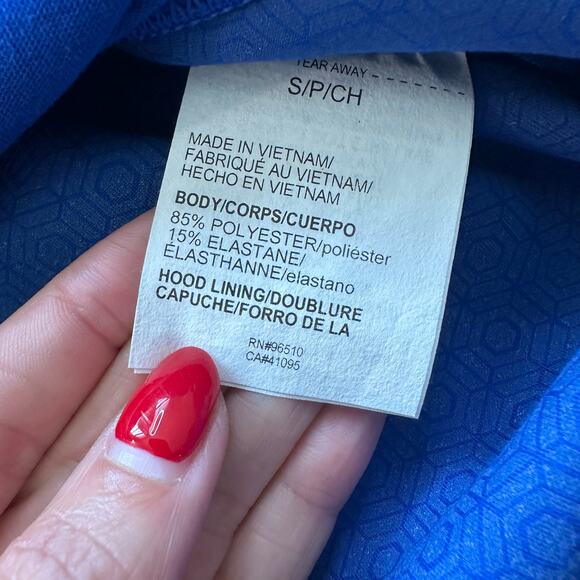 TEAR AWAY
S/P/CH
MADE IN VIETNAM/
FABRIQUÉ AU VIETNAM/
HECHO EN VIETNAM
BODY/CORPS/CUERPO
85% POLYESTER/poliéster
15% ELASTANE/
ÉLASTHANNE/elastano
HOOD LINING/DOUBLURE
CAPUCHE/FORRO DE LA
RN#96510
CA#41095